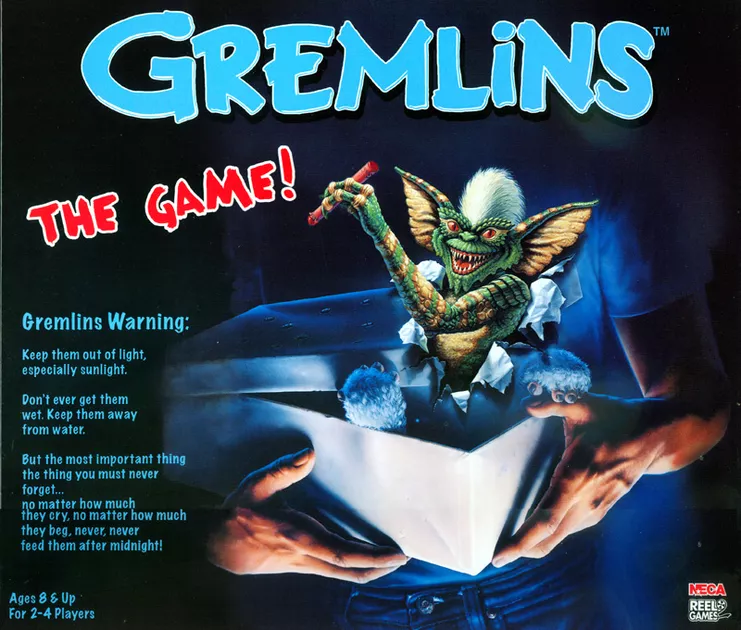 GREMLiNS™
THE GAME!
Gremlins Warning:
Keep them out of light,
especially sunlight.
Don't ever get them
wet. Keep them away
from water.
But the most important thing
the thing you must never
forget...
no matter how much
they cry, no matter how much
they beg, never, never
feed them after midnight!
Ages 8 & Up
For 2-4 Players
NECA
REEL
GAMES